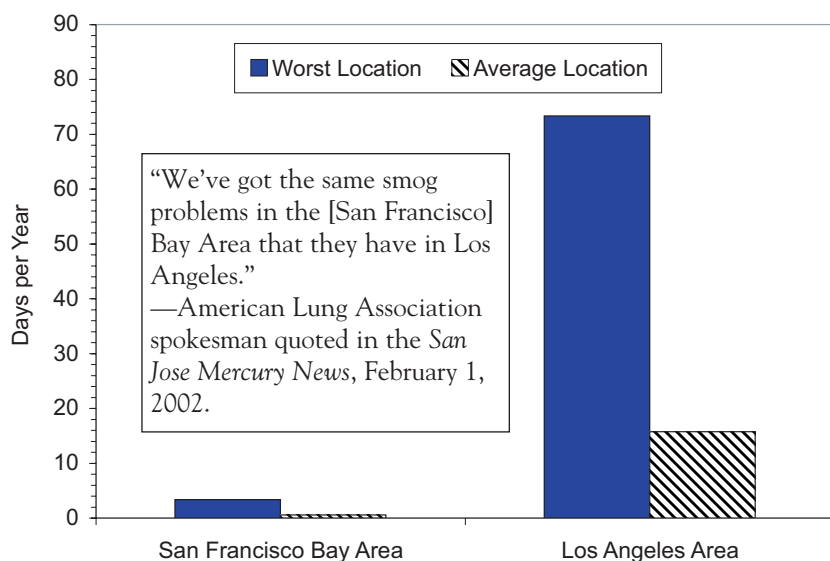 90
80
70
60
50
40
30
20
10
0
Days per Year
Worst Location Average Location
“We’ve got the same smog
problems in the [San Francisco]
Bay Area that they have in Los
Angeles.”
—American Lung Association
spokesman quoted in the San
Jose Mercury News, February 1,
2002.
San Francisco Bay Area Los Angeles Area